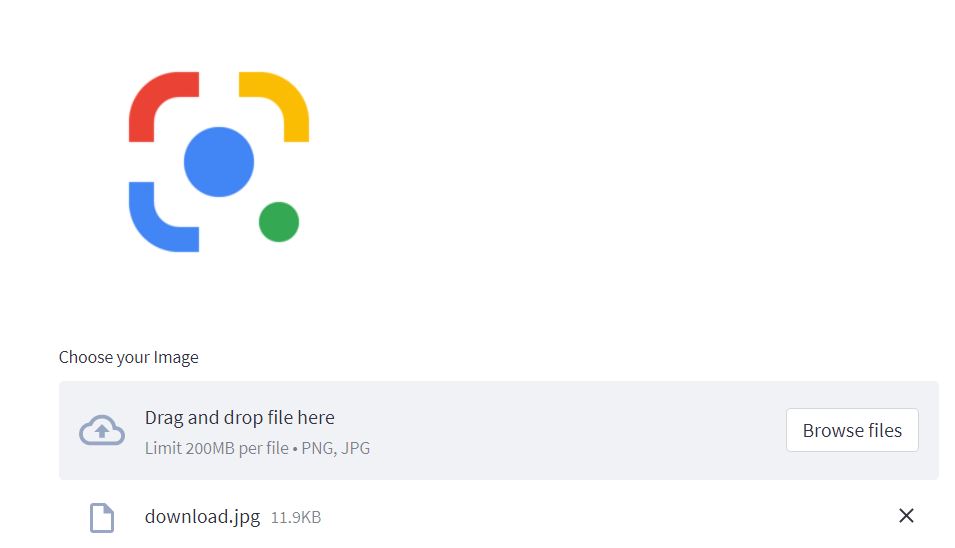 Choose your Image
Drag and drop file here
Browse files
Limit 200MB per file • PNG, JPG
download.jpg 11.9KB